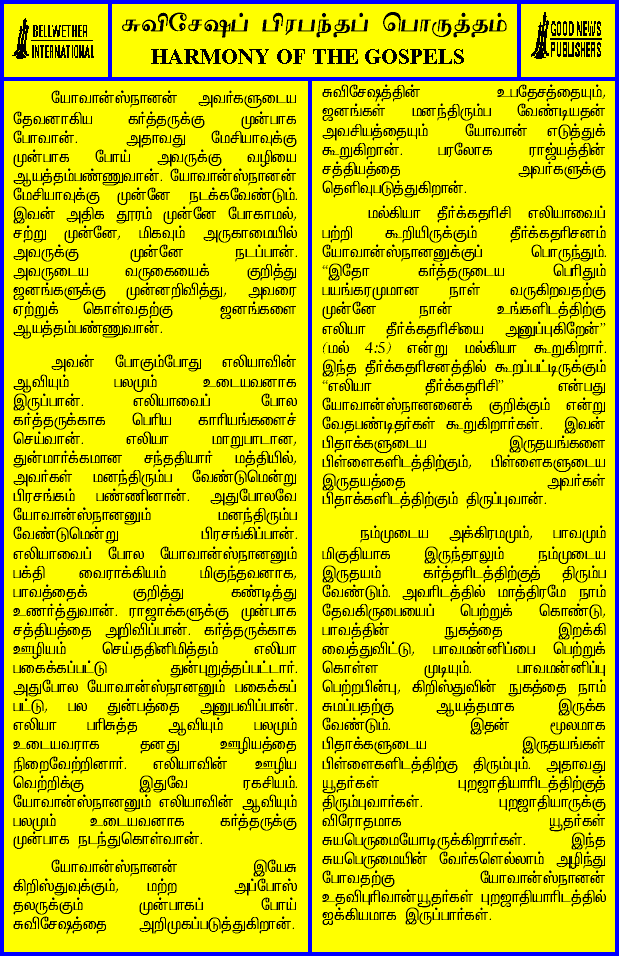 BELLWETHER
INTERNATIONAL
சுவிசேஷப் பிரபந்தப் பொருத்தம்
HARMONY OF THE GOSPELS
GOOD NEWS
PUBLISHERS
யோவான்ஸ்நானன் அவர்களுடைய
தேவனாகிய கர்த்தருக்கு முன்பாக
போவான். அதாவது மேசியாவுக்கு
முன்பாக போய் அவருக்கு வழியை
ஆயத்தம்பண்ணுவான். யோவான்ஸ்நானன்
மேசியாவுக்கு முன்னே நடக்கவேண்டும்.
இவன் அதிக தூரம் முன்னே போகாமல்,
சற்று முன்னே, மிகவும் அருகாமையில்
அவருக்கு முன்னே நடப்பான்.
அவருடைய வருகையைக் குறித்து
ஜனங்களுக்கு முன்னறிவித்து, அவரை
ஏற்றுக் கொள்வதற்கு ஜனங்களை
ஆயத்தம்பண்ணுவான்.
அவன் போகும்போது எலியாவின்
ஆவியும் பலமும் உடையவனாக
இருப்பான். எலியாவைப் போல
கர்த்தருக்காக பெரிய காரியங்களைச்
செய்வான். எலியா மாறுபாடான,
துன்மார்க்கமான சந்ததியார் மத்தியில்,
அவர்கள் மனந்திரும்ப வேண்டுமென்று
பிரசங்கம் பண்ணினான். அதுபோலவே
யோவான்ஸ்நானனும் மனந்திரும்ப
வேண்டுமென்று பிரசங்கிப்பான்.
எலியாவைப் போல யோவான்ஸ்நானனும்
பக்தி வைராக்கியம் மிகுந்தவனாக,
பாவத்தைக் குறித்து கண்டித்து
உணர்த்துவான். ராஜாக்களுக்கு முன்பாக
சத்தியத்தை அறிவிப்பான். கர்த்தருக்காக
ஊழியம் செய்ததினிமித்தம் எலியா
பகைக்கப்பட்டு துன்புறுத்தப்பட்டார்.
அதுபோல யோவான்ஸ்நானனும் பகைக்கப்
பட்டு, பல துன்பத்தை அனுபவிப்பான்.
எலியா பரிசுத்த ஆவியும் பலமும்
உடையவராக தனது ஊழியத்தை
நிறைவேற்றினார். எலியாவின் ஊழிய
வெற்றிக்கு இதுவே ரகசியம்.
யோவான்ஸ்நானனும் எலியாவின் ஆவியும்
பலமும் உடையவனாக கர்த்தருக்கு
முன்பாக நடந்துகொள்வான்.
யோவான்ஸ்நானன் இயேசு
கிறிஸ்துவுக்கும், மற்ற அப்போஸ்
தலருக்கும் முன்பாகப் போய்
சுவிசேஷத்தை அறிமுகப்படுத்துகிறான்.
சுவிசேஷத்தின் உபதேசத்தையும்,
ஜனங்கள் மனந்திரும்ப வேண்டியதன்
அவசியத்தையும் யோவான் எடுத்துக்
கூறுகிறான். பரலோக ராஜ்யத்தின்
சத்தியத்தை அவர்களுக்கு
தெளிவுபடுத்துகிறான்.
மல்கியா தீர்க்கதரிசி எலியாவைப்
பற்றி கூறியிருக்கும் தீர்க்கதரிசனம்
யோவான்ஸ்நானனுக்குப் பொருந்தும்.
“இதோ கர்த்தருடைய பெரிதும்
பயங்கரமுமான நாள் வருகிறதற்கு
முன்னே நான் உங்களிடத்திற்கு
எலியா தீர்க்கதரிசியை அனுப்புகிறேன்”
(மல் 4:5) என்று மல்கியா கூறுகிறார்.
இந்த தீர்க்கதரிசனத்தில் கூறப்பட்டிருக்கும்
“எலியா தீர்க்கதரிசி” என்பது
யோவான்ஸ்நானனைக் குறிக்கும் என்று
வேதபண்டிதர்கள் கூறுகிறார்கள். இவன்
பிதாக்களுடைய இருதயங்களை
பிள்ளைகளிடத்திற்கும், பிள்ளைகளுடைய
இருதயத்தை அவர்கள்
பிதாக்களிடத்திற்கும் திருப்புவான்.
நம்முடைய அக்கிரமமும், பாவமும்
மிகுதியாக இருந்தாலும் நம்முடைய
இருதயம் கர்த்தரிடத்திற்குத் திரும்ப
வேண்டும். அவரிடத்தில் மாத்திரமே நாம்
தேவகிருபையைப் பெற்றுக் கொண்டு,
பாவத்தின் நுகத்தை இறக்கி
வைத்துவிட்டு, பாவமன்னிப்பை பெற்றுக்
கொள்ள முடியும். பாவமன்னிப்பு
பெற்றபின்பு, கிறிஸ்துவின் நுகத்தை நாம்
சுமப்பதற்கு ஆயத்தமாக இருக்க
வேண்டும். இதன் மூலமாக
பிதாக்களுடைய இருதயங்கள்
பிள்ளைகளிடத்திற்கு திரும்பும். அதாவது
யூதர்கள் புறஜாதியாரிடத்திற்குத்
திரும்புவார்கள். புறஜாதியாருக்கு
விரோதமாக யூதர்கள்
சுயபெருமையோடிருக்கிறார்கள். இந்த
சுயபெருமையின் வேர்களெல்லாம் அழிந்து
போவதற்கு யோவான்ஸ்நானன்
உதவிபுரிவான்யூதர்கள் புறஜாதியாரிடத்தில்
ஐக்கியமாக இருப்பார்கள்.